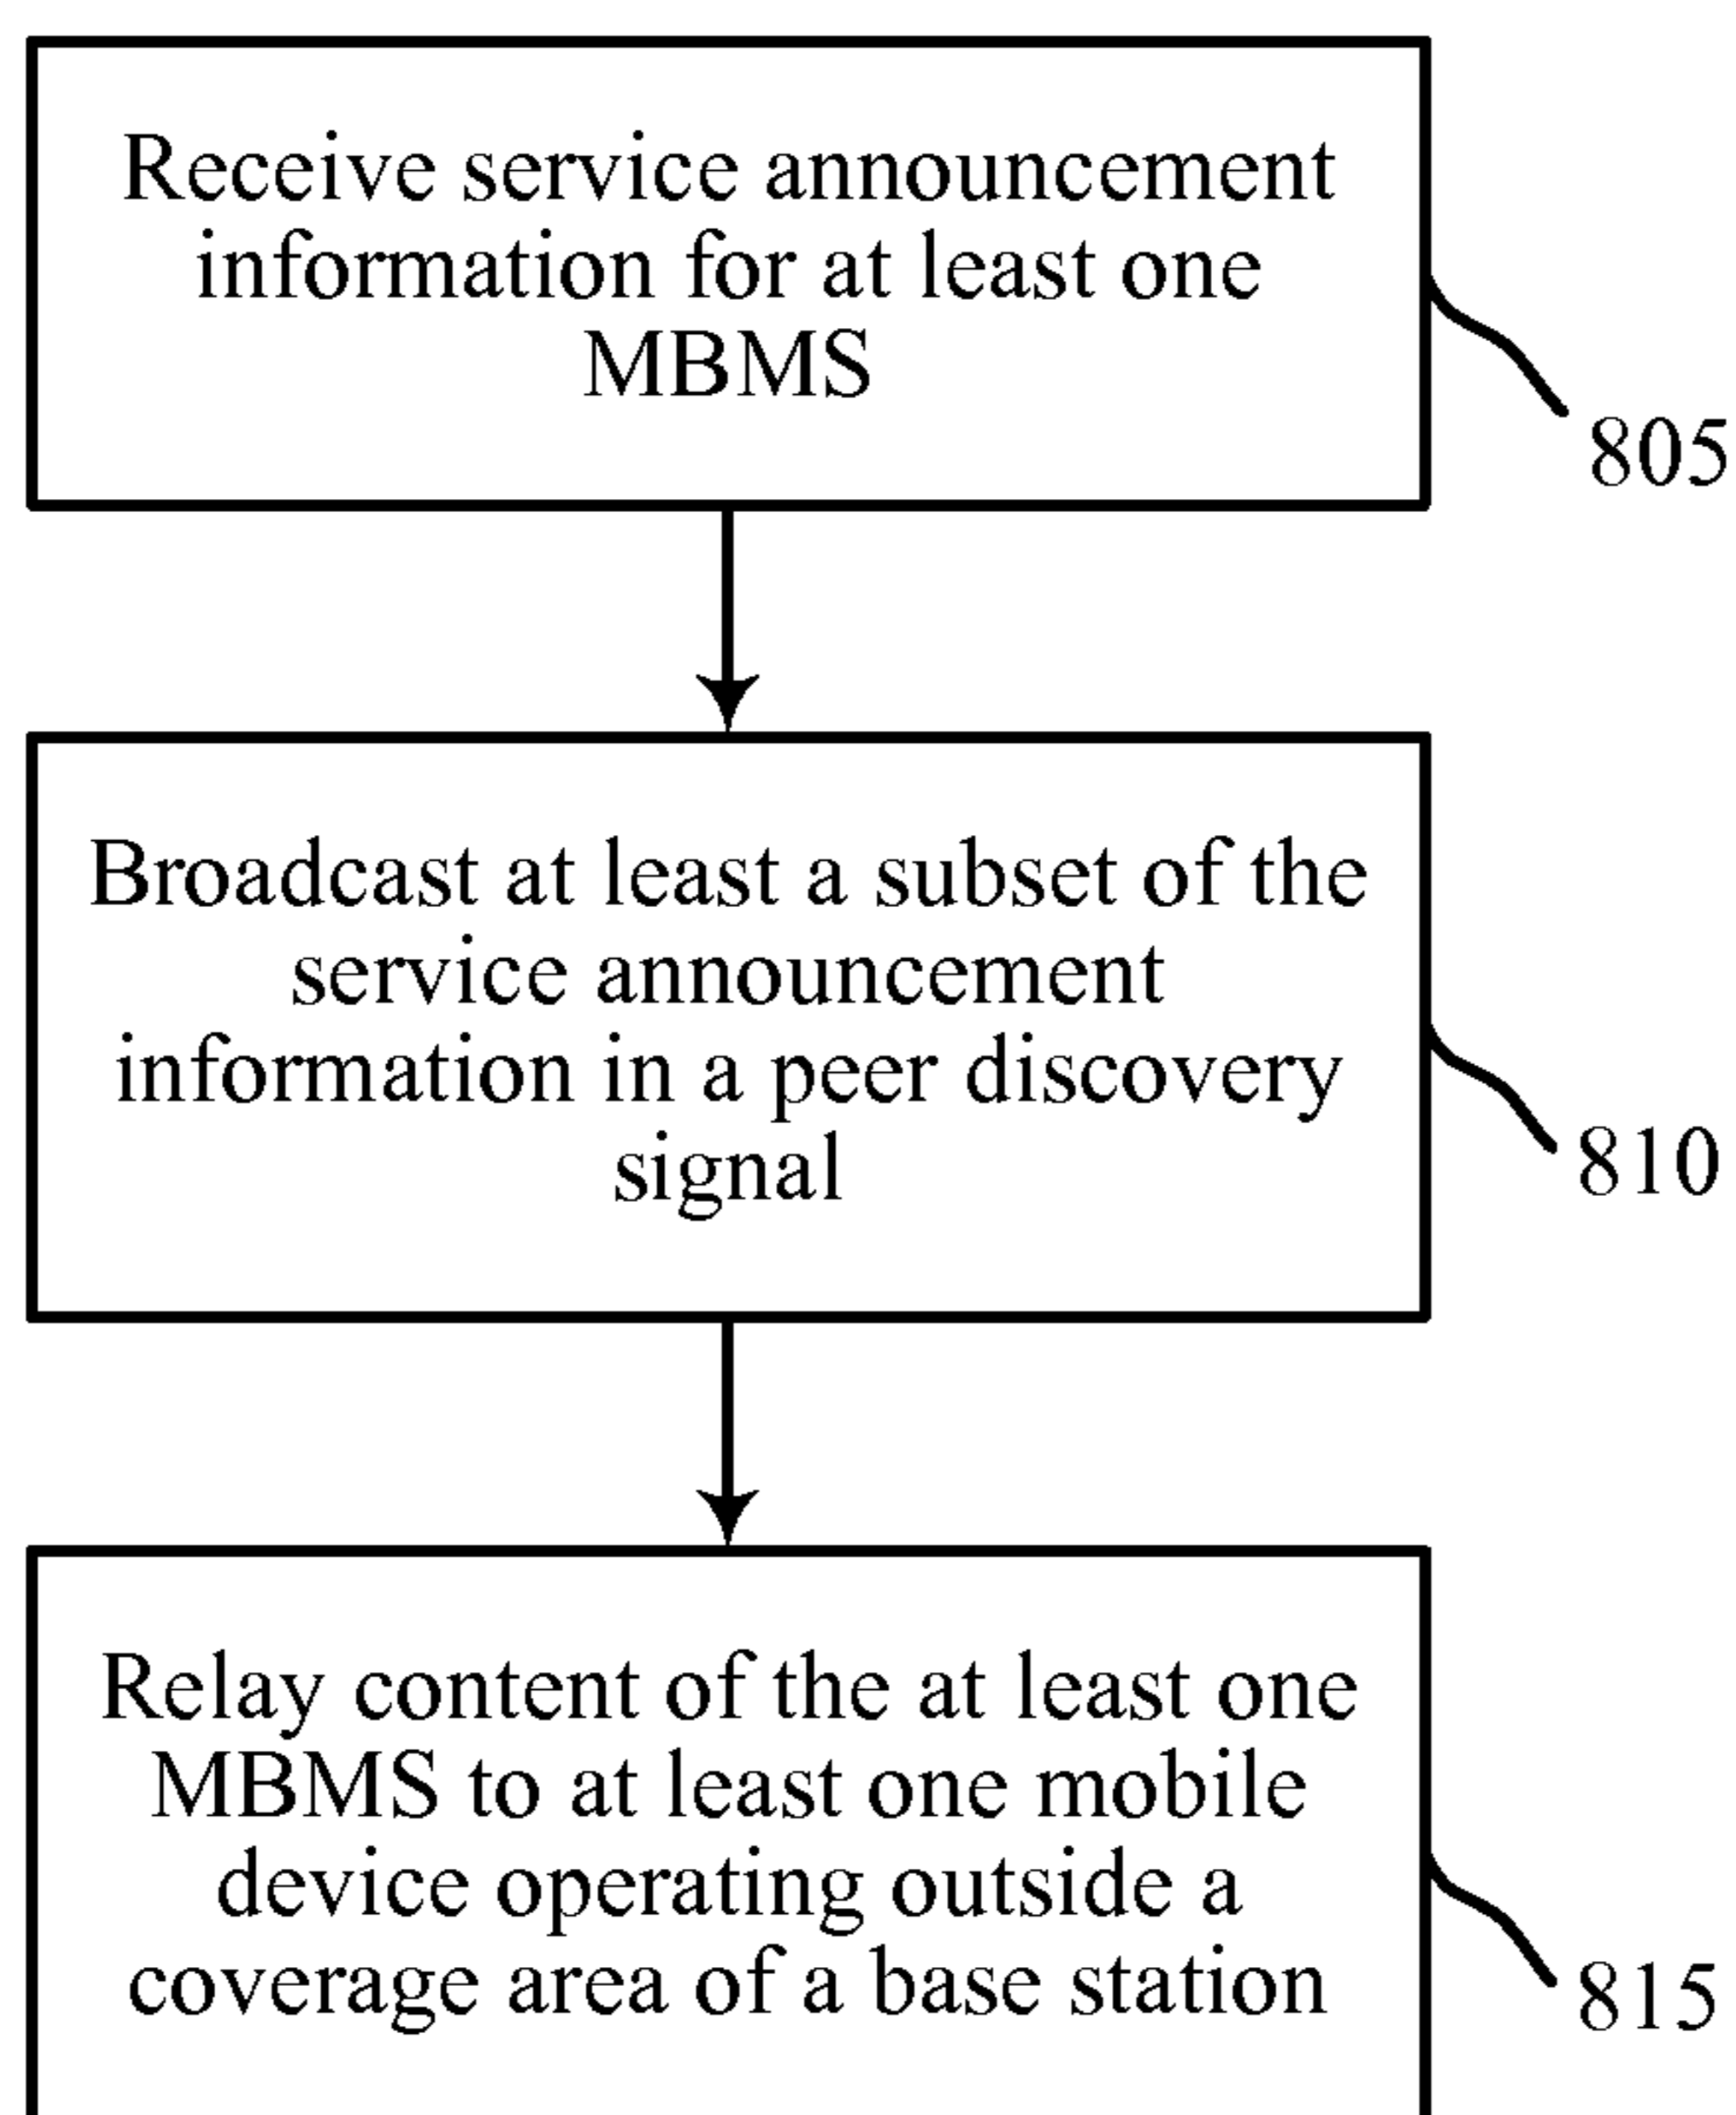 Receive service announcement
information for at least one
MBMS
805
Broadcast at least a subset of the
service announcement
information in a peer discovery
signal
810
Relay content of the at least one
MBMS to at least one mobile
device operating outside a
coverage area of a base station
815